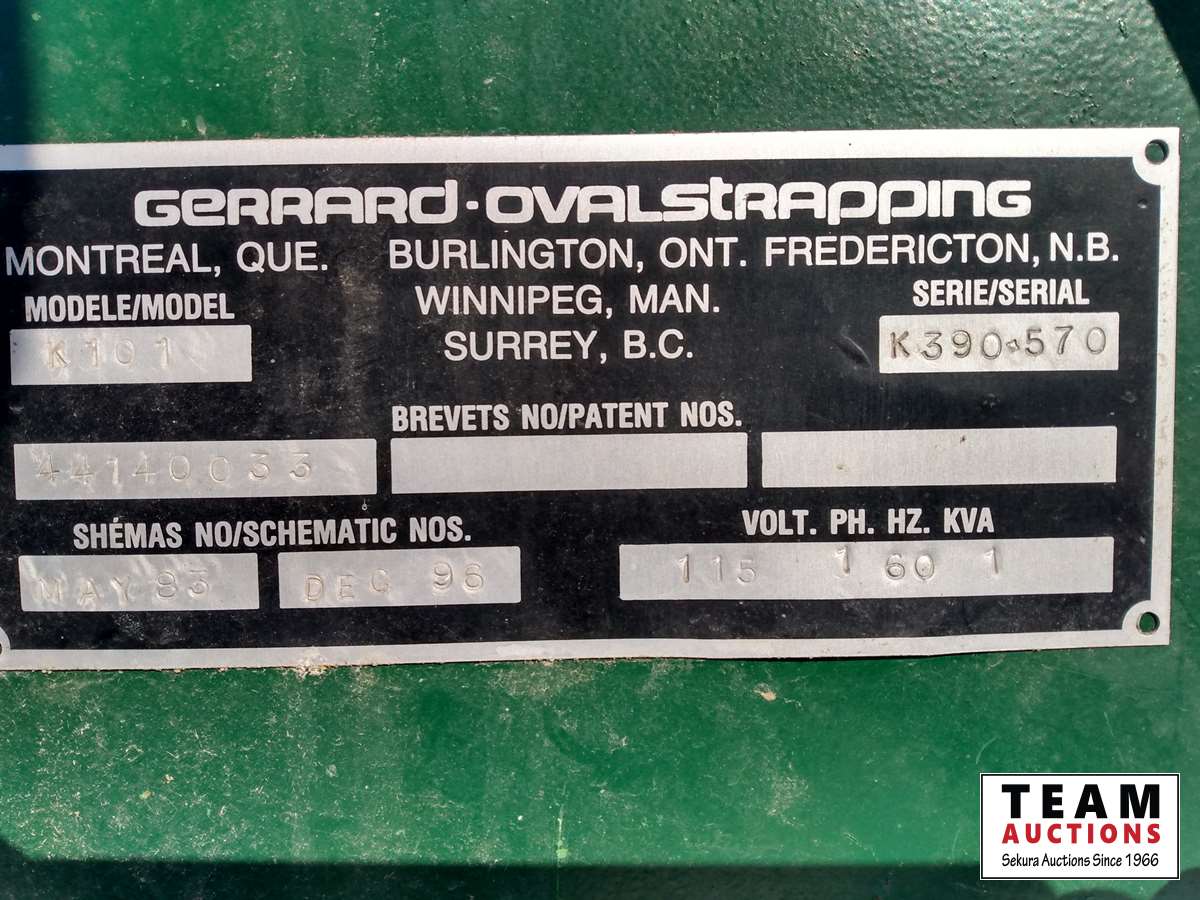 GERRARD·OVALSTRAPPING
MONTREAL, QUE. BURLINGTON, ONT. FREDERICTON, N.B.
MODELE/MODEL WINNIPEG, MAN. SERIE/SERIAL
K101 SURREY, B.C. K390·570
BREVETS NO/PATENT NOS.
44140033
SHÉMAS NO/SCHEMATIC NOS. VOLT. PH. HZ. KVA
MAY 83 DEC 96 115 1 60 1
TEAM
AUCTIONS
Sekura Auctions Since 1966